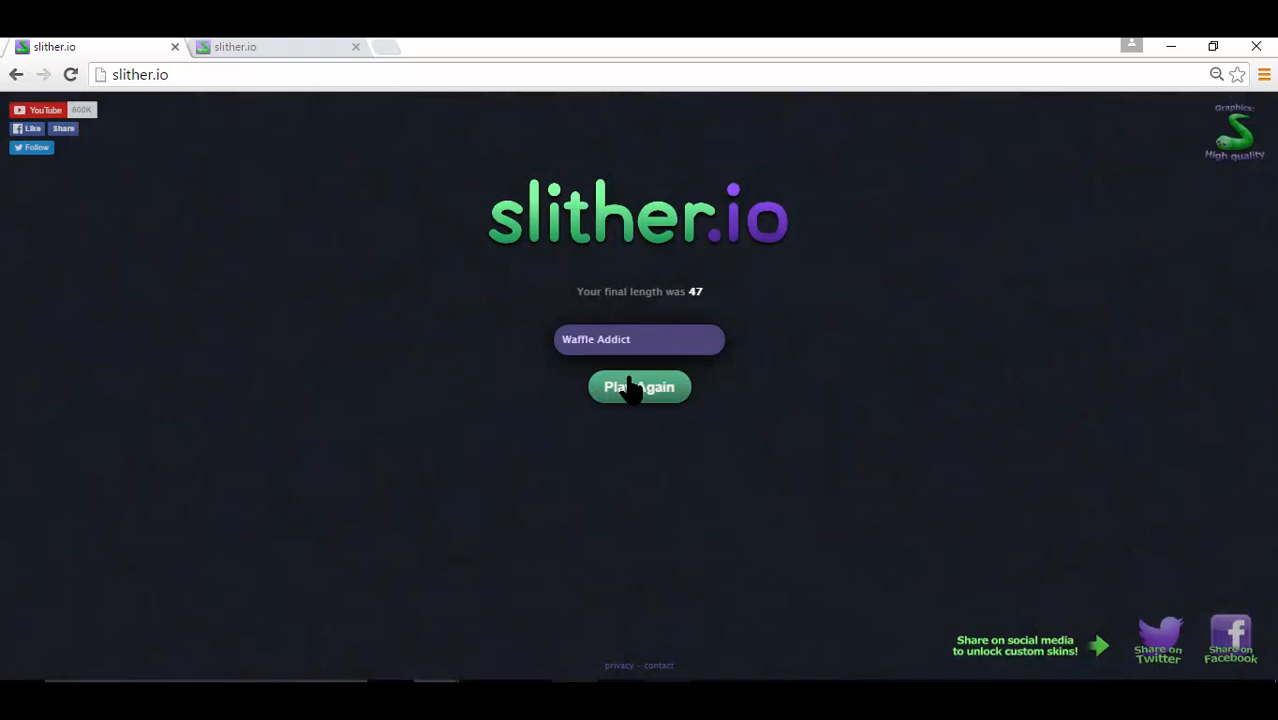 slither.io
slither.io
slither.io
YouTube 600K
Like Share
Follow
Graphics:
High quality
slither.io
Your final length was 47
Waffle Addict
Play Again
Share on social media
to unlock custom skins!
Share on
Twitter
Share on
Facebook
privacy - contact